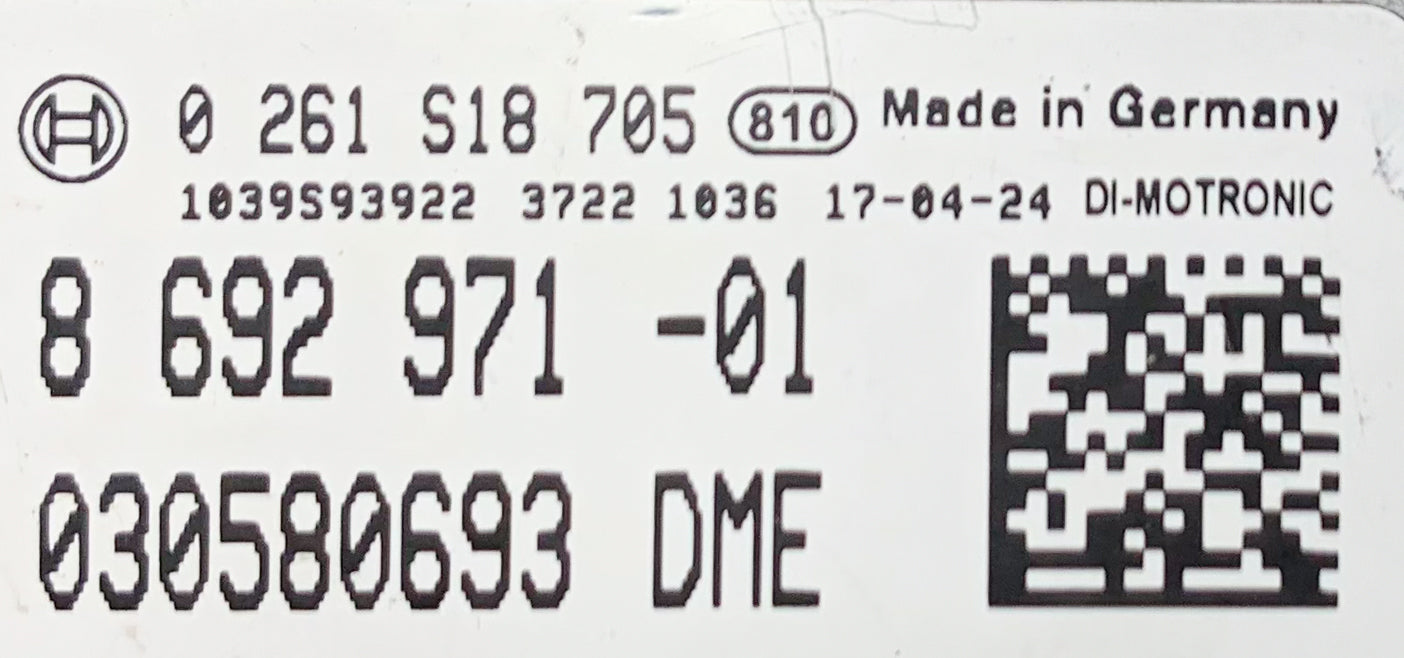 0 261 S18 705 810 Made in Germany
1039S93922 3722 1036 17-04-24 DI-MOTRONIC
8 692 971 -01
030580693 DME